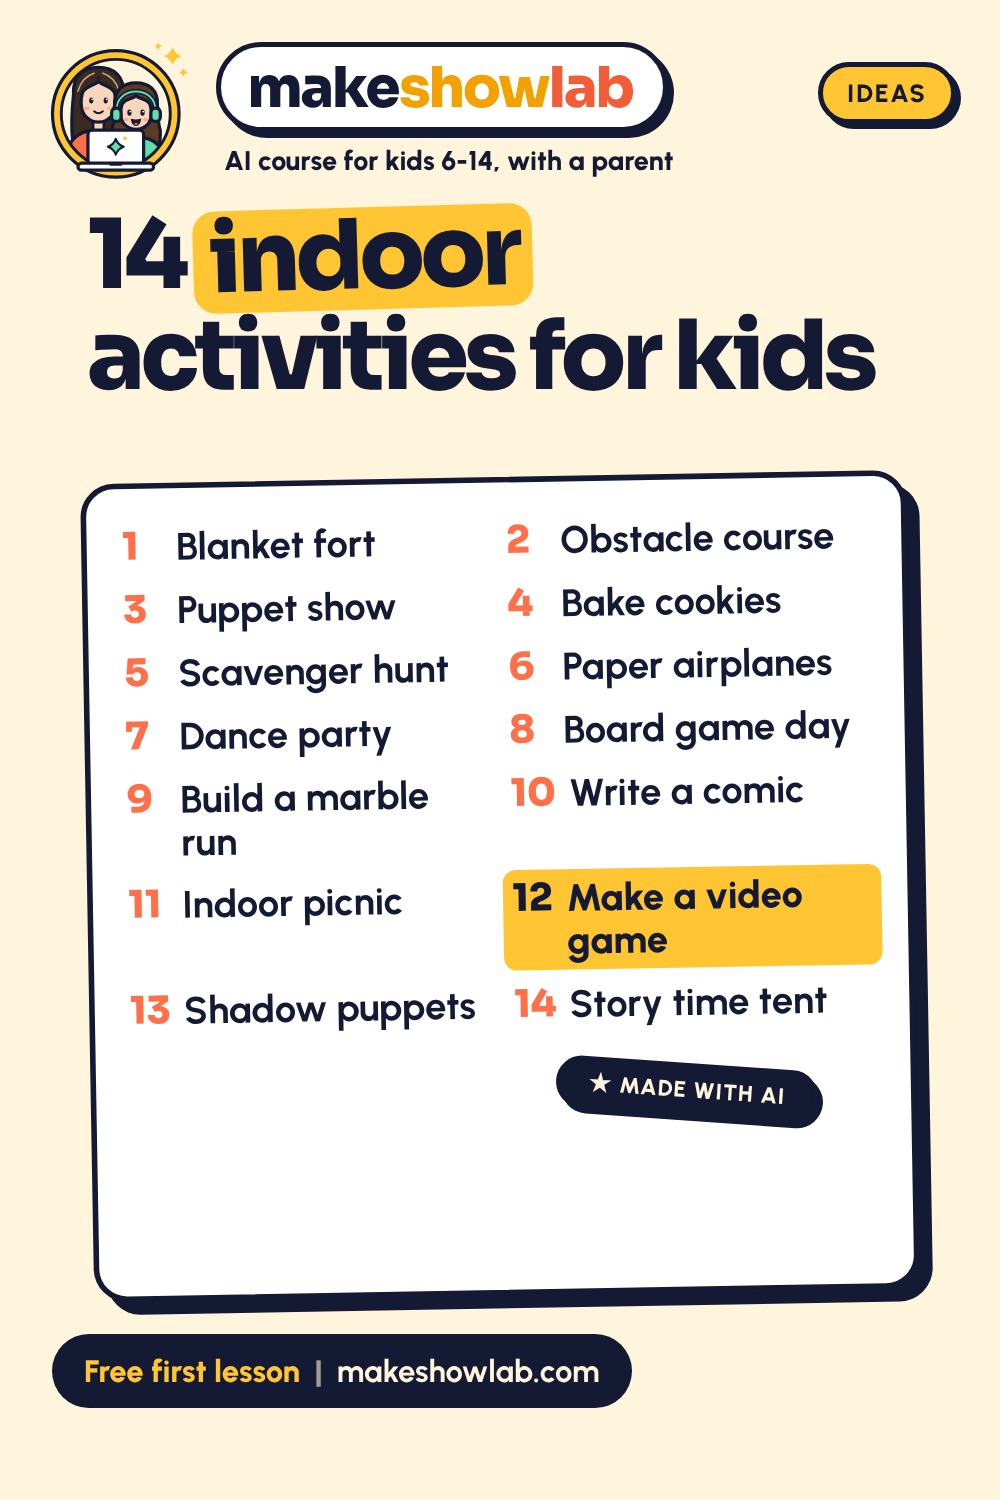 makeshowlab
IDEAS
AI course for kids 6-14, with a parent
14 indoor
activities for kids
1 Blanket fort
2 Obstacle course
3 Puppet show
4 Bake cookies
5 Scavenger hunt
6 Paper airplanes
7 Dance party
8 Board game day
9 Build a marble
run
10 Write a comic
11 Indoor picnic
12 Make a video
game
13 Shadow puppets
14 Story time tent
★ MADE WITH AI
Free first lesson | makeshowlab.com